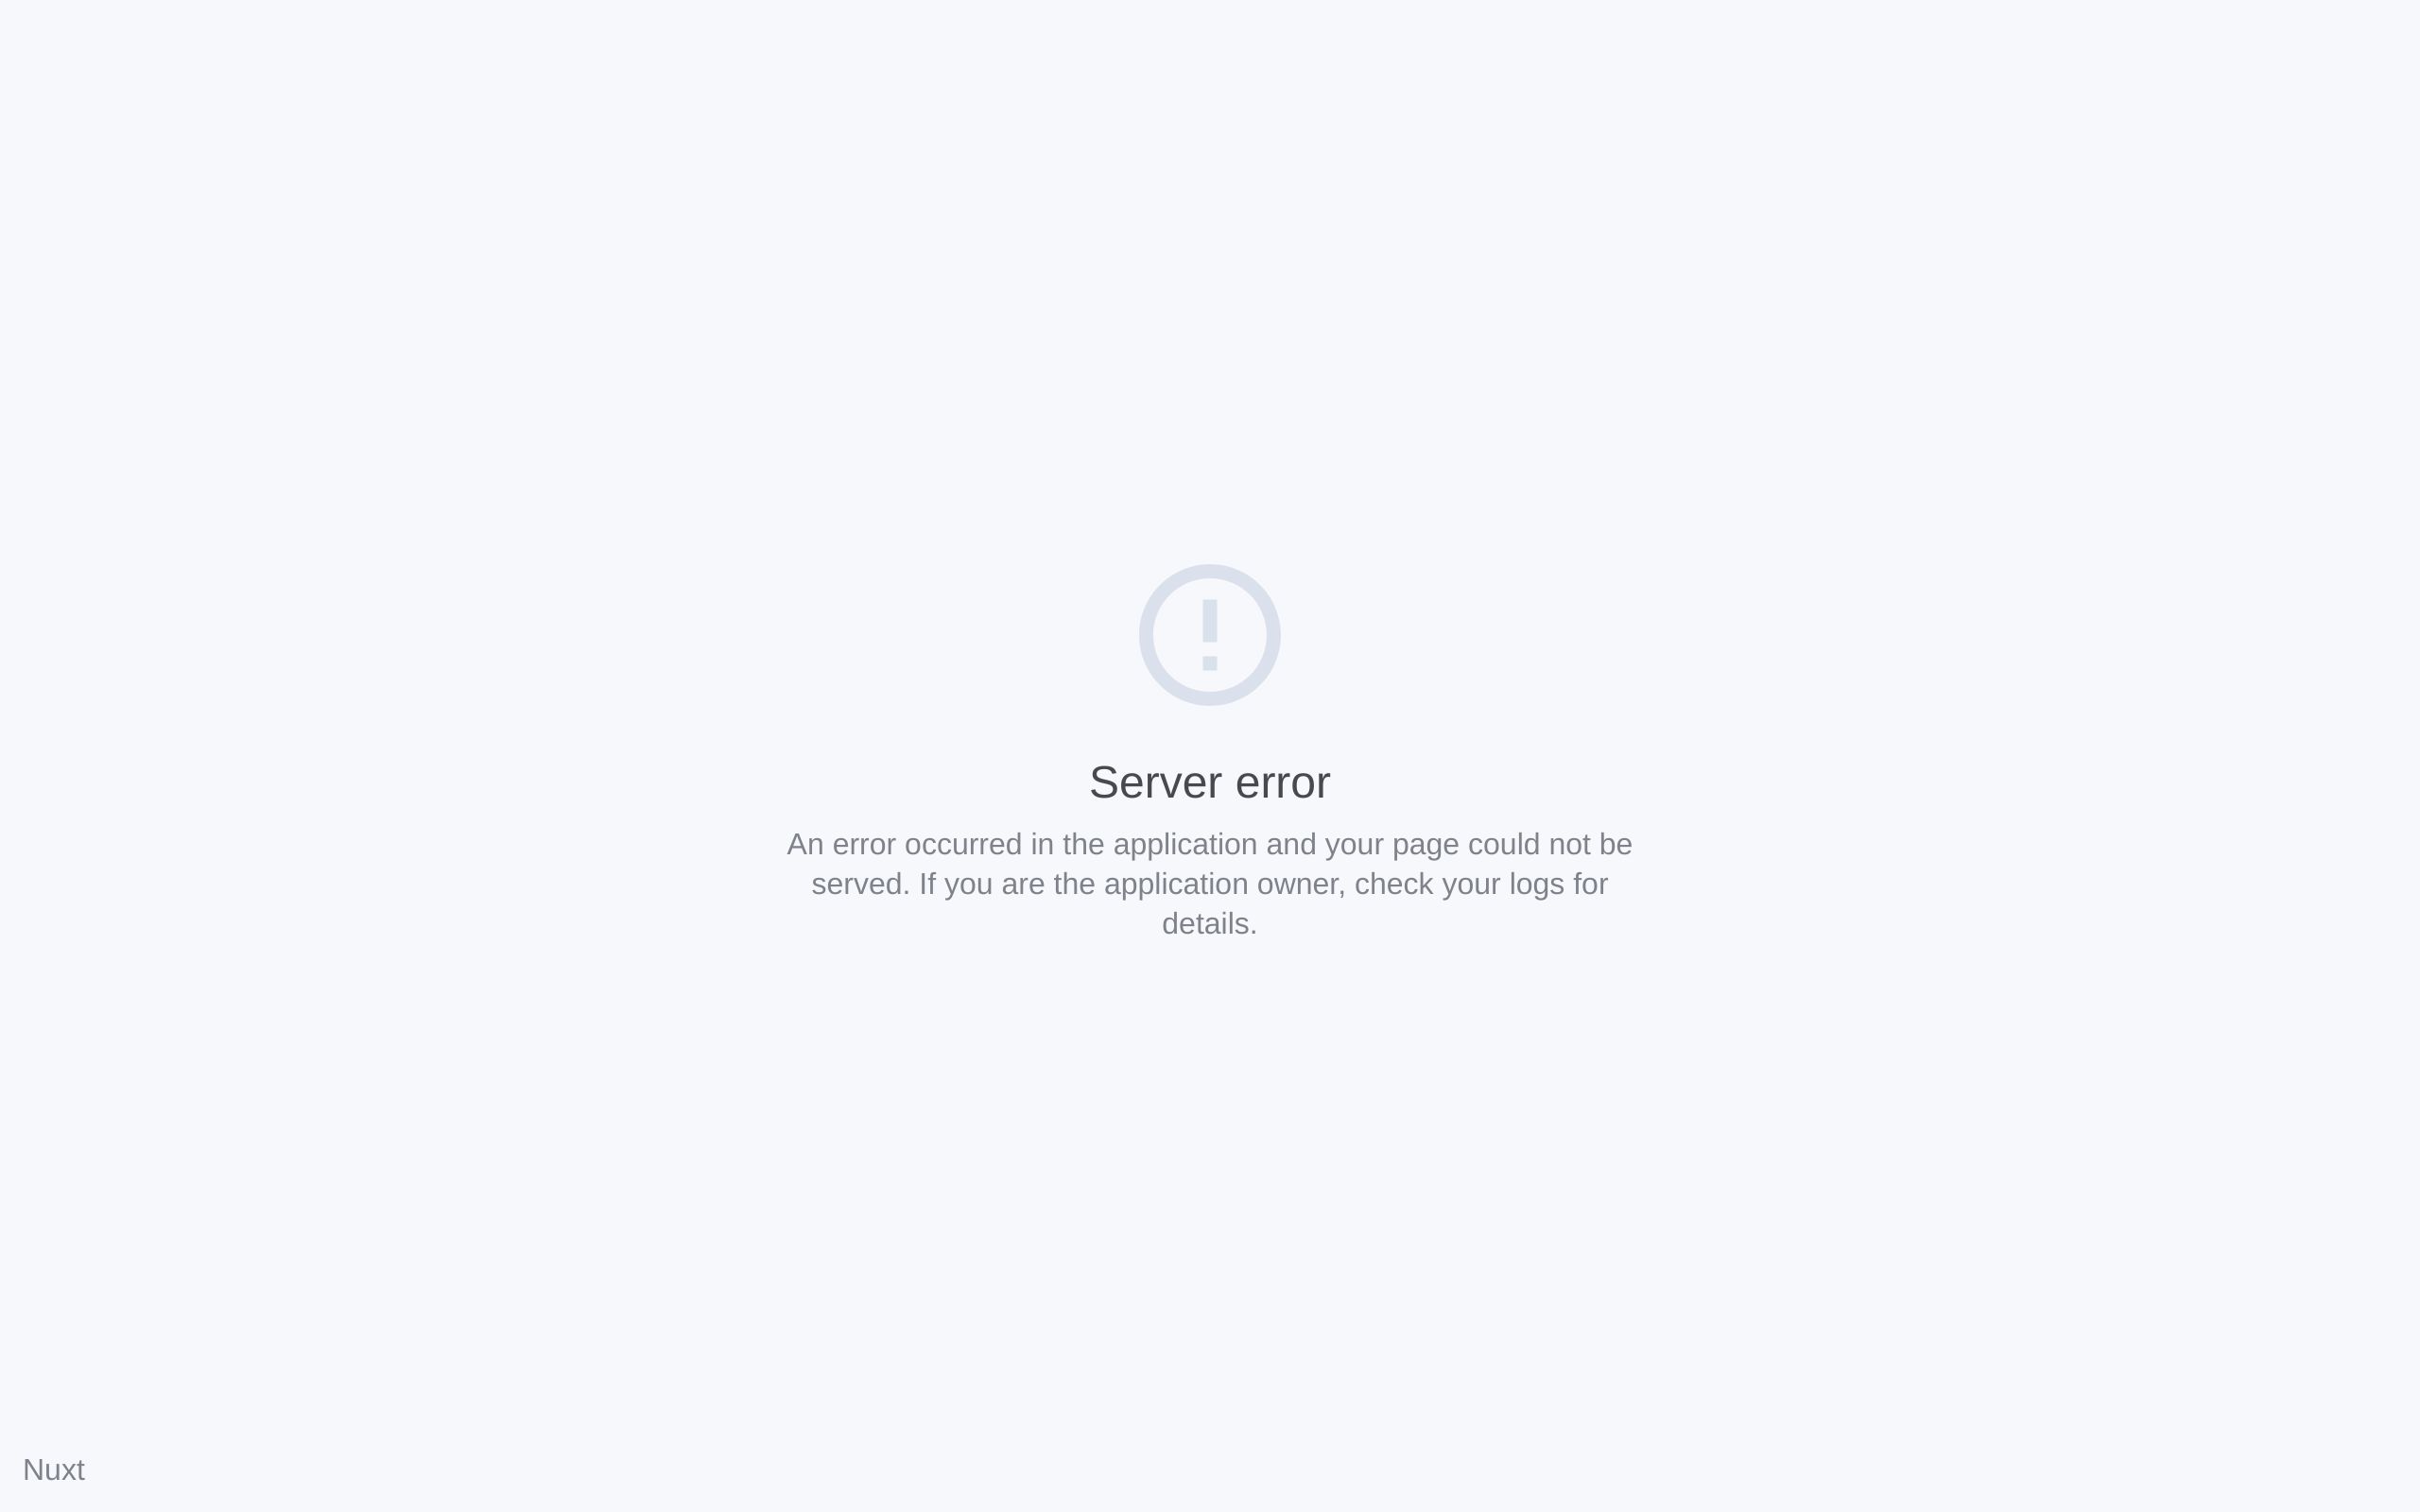 Server error
An error occurred in the application and your page could not be
served. If you are the application owner, check your logs for
details.
Nuxt